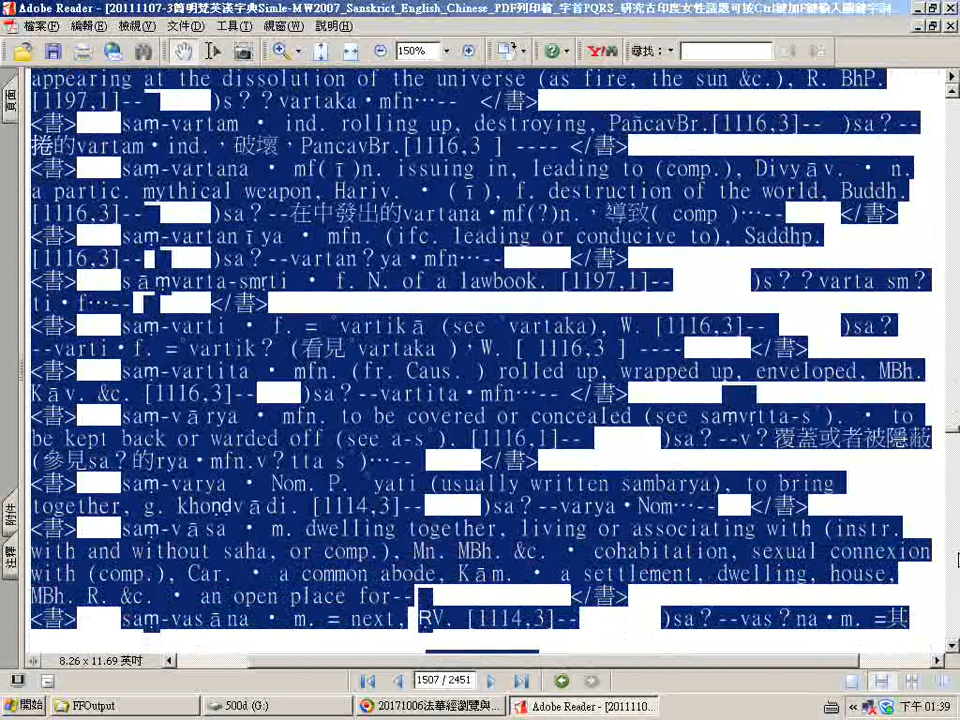 Adobe Reader - [20111107-3簡明梵英漢字典Simle-MW2007_Sanskrict_English_Chinese_PDF列印檔_字首PQRS_研究古印度女性議題可按Ctrl鍵加F鍵輸入關鍵字詞
檔案(F) 編輯(E) 檢視(V) 文件(D) 工具(T) 視窗(W) 說明(H)
150% Y! 尋找：
頁面
附件
注釋
appearing at the dissolution of the universe (as fire, the sun &c.), R. BhP.
[1197,1]-- )s？？vartaka・mfn…-- </書>
<書> saṃ-vartam ・ ind. rolling up, destroying, PañcavBr.[1116,3]-- )sa？--
捲的vartam・ind.，破壞，PancavBr.[1116,3 ] ---- </書>
<書> saṃ-vartana ・ mf(ī)n. issuing in, leading to (comp.), Divyāv. ・ n.
a partic. mythical weapon, Hariv. ・ (ī), f. destruction of the world, Buddh.
[1116,3]-- )sa？--在中發出的vartana・mf(?)n.，導致( comp )…-- </書>
<書> saṃ-vartanīya ・ mfn. (ifc. leading or conducive to), Saddhp.
[1116,3]-- )sa？--vartan？ya・mfn…-- </書>
<書> sāṃvarta-smṛti ・ f. N. of a lawbook. [1197,1]-- )s？？varta sm？
ti・f…-- </書>
<書> saṃ-varti ・ f. = °vartikā (see °vartaka), W. [1116,3]-- )sa？
--varti・f. =°vartik？ (看見°vartaka )，W. [ 1116,3 ] ---- </書>
<書> saṃ-vartita ・ mfn. (fr. Caus. ) rolled up, wrapped up, enveloped, MBh.
Kāv. &c. [1116,3]-- )sa？--vartita・mfn…-- </書>
<書> saṃ-vārya ・ mfn. to be covered or concealed (see saṃvṛtta-s°). ・ to
be kept back or warded off (see a-s°). [1116,1]-- )sa？--v？覆蓋或者被隱蔽
(參見sa？的rya・mfn.v？tta s°)…-- </書>
<書> saṃ-varya ・ Nom. P. °yati (usually written sambarya), to bring
together, g. khoṇḍvādi. [1114,3]-- )sa？--varya・Nom…-- </書>
<書> saṃ-vāsa ・ m. dwelling together, living or associating with (instr.
with and without saha, or comp.), Mn. MBh. &c. ・ cohabitation, sexual connexion
with (comp.), Car. ・ a common abode, Kām. ・ a settlement, dwelling, house,
MBh. R. &c. ・ an open place for-- </書>
<書> saṃ-vasāna ・ m. = next, ṚV. [1114,3]-- )sa？--vas？na・m. =其
8.26 x 11.69 英吋
1507 / 2451
開始 FFOutput 500d (G:) 20171006法華經瀏覽與... Adobe Reader - [2011110... 下午 01:39